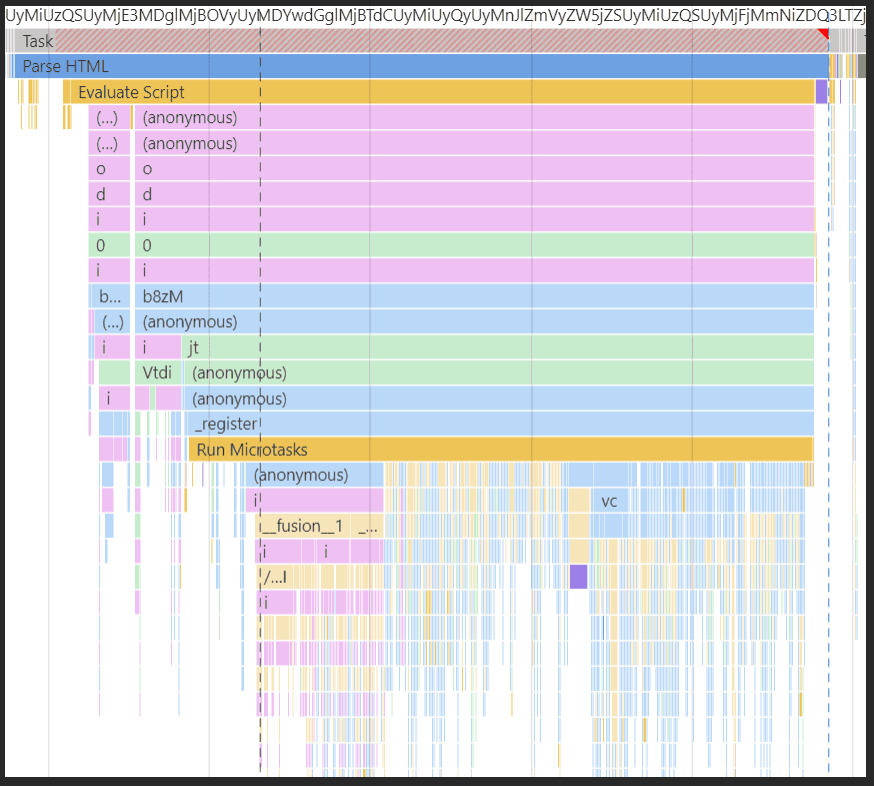 UyMiUzQSUyMjE3MDglMjBOVyUyMDYwdGglMjBTdCUyMiUyQyUyMnJlZmVyZW5jZSUyMiUzQSUyMjFjMmNiZDQ3LTZj
Task
Parse HTML
Evaluate Script
(...) (anonymous)
(...) (anonymous)
o o
d d
i i
0 0
i i
b... b8zM
(...) (anonymous)
i i jt
Vtdi (anonymous)
i (anonymous)
_register
Run Microtasks
(anonymous)
i vc
__fusion__1 _...
i i
/...l
i